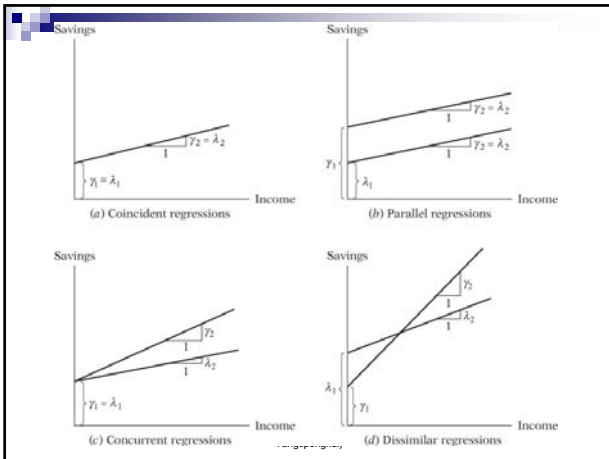 Savings
γ₂ = λ₂
1
γ₁ = λ₁
Income
(a) Coincident regressions
Savings
γ₂ = λ₂
1
γ₂ = λ₂
1
γ₁
λ₁
Income
(b) Parallel regressions
Savings
γ₂
1
λ₂
1
γ₁ = λ₁
Income
(c) Concurrent regressions
Savings
γ₂
1
λ₂
1
λ₁
γ₁
Income
(d) Dissimilar regressions